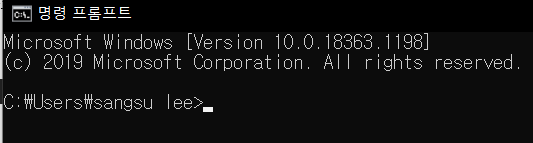 명령 프롬프트
Microsoft Windows [Version 10.0.18363.1198]
(c) 2019 Microsoft Corporation. All rights reserved.
C:₩Users₩sangsu lee>